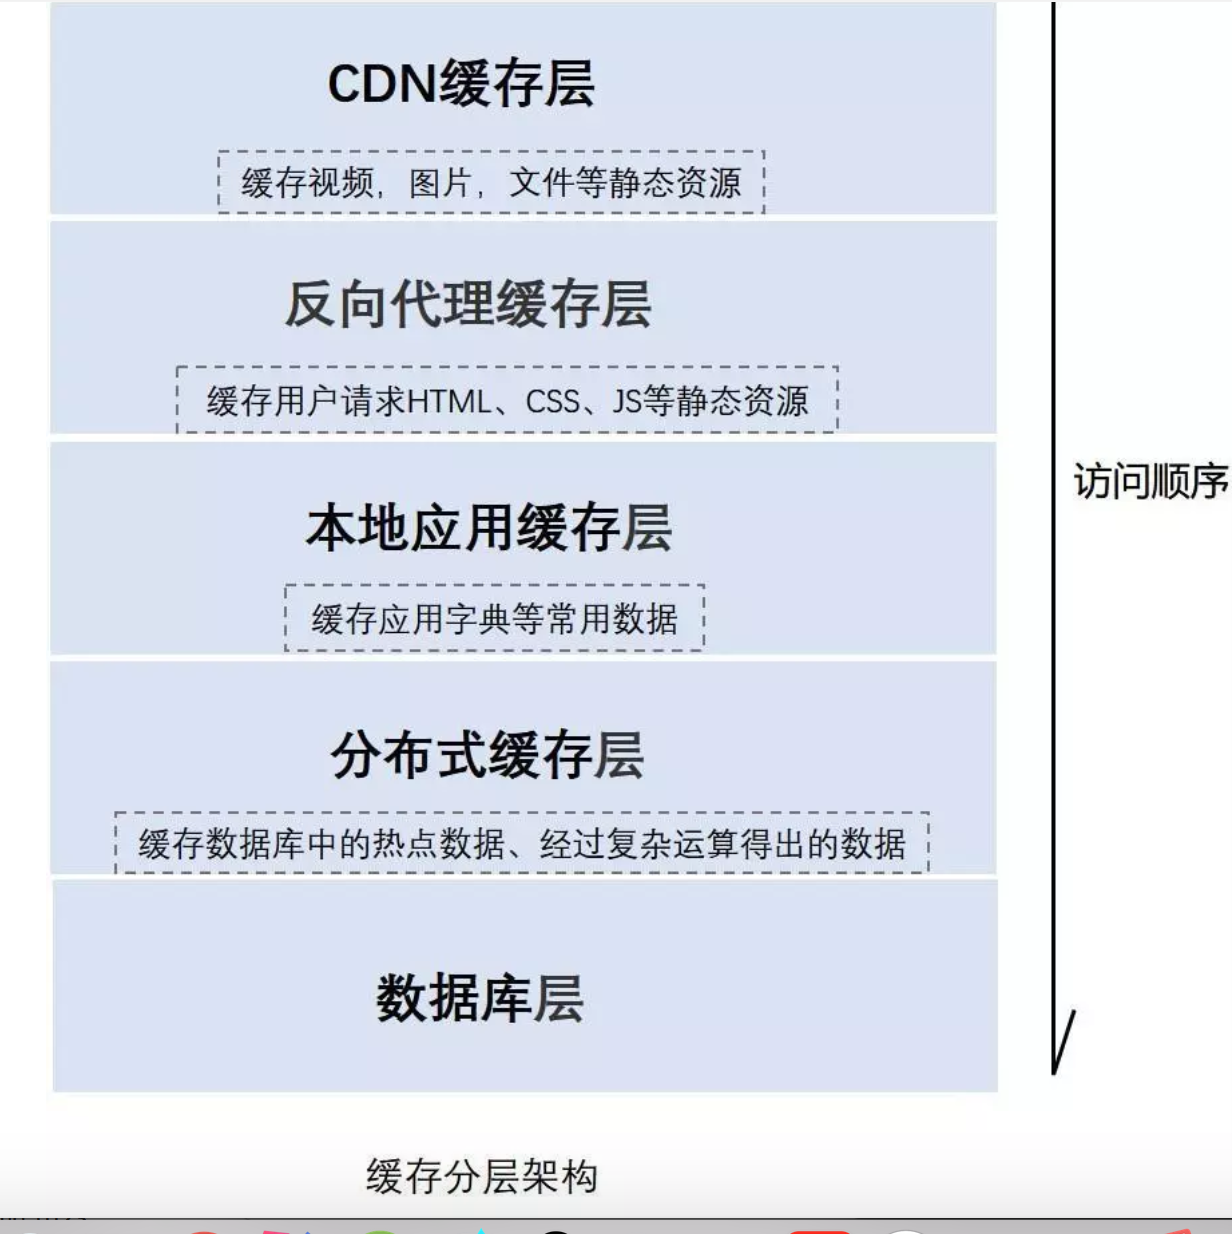 CDN缓存层
缓存视频，图片，文件等静态资源
反向代理缓存层
缓存用户请求HTML、CSS、JS等静态资源
访问顺序
本地应用缓存层
缓存应用字典等常用数据
分布式缓存层
缓存数据库中的热点数据、经过复杂运算得出的数据
数据库层
缓存分层架构